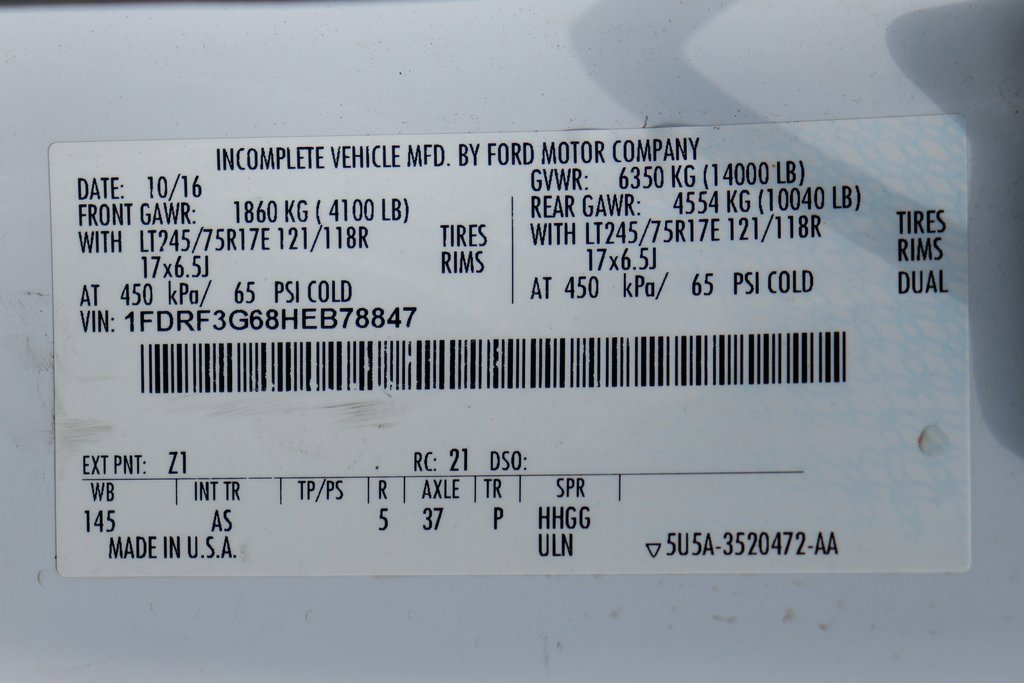 INCOMPLETE VEHICLE MFD. BY FORD MOTOR COMPANY
DATE: 10/16
FRONT GAWR: 1860 KG ( 4100 LB)
WITH LT245/75R17E 121/118R TIRES
17x6.5J RIMS
AT 450 kPa/ 65 PSI COLD
GVWR: 6350 KG (14000 LB)
REAR GAWR: 4554 KG (10040 LB)
WITH LT245/75R17E 121/118R TIRES
17x6.5J RIMS
AT 450 kPa/ 65 PSI COLD DUAL
VIN: 1FDRF3G68HEB78847
EXT PNT: Z1 RC: 21 DSO:
WB INT TR TP/PS R AXLE TR SPR
145 AS 5 37 P HHGG
MADE IN U.S.A. ULN ▽5U5A-3520472-AA